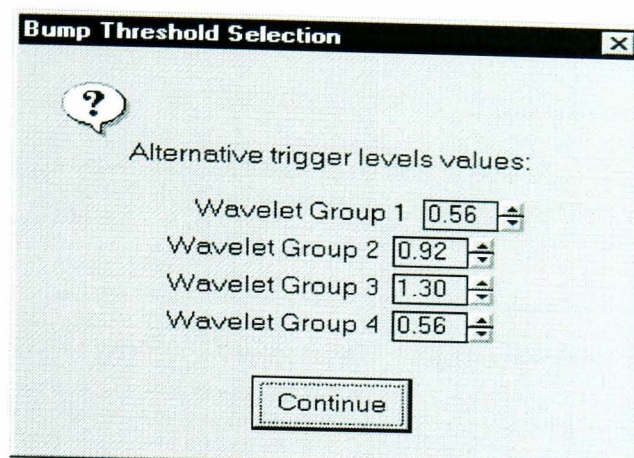 Bump Threshold Selection
?
Alternative trigger levels values:
Wavelet Group 1 0.56
Wavelet Group 2 0.92
Wavelet Group 3 1.30
Wavelet Group 4 0.56
Continue